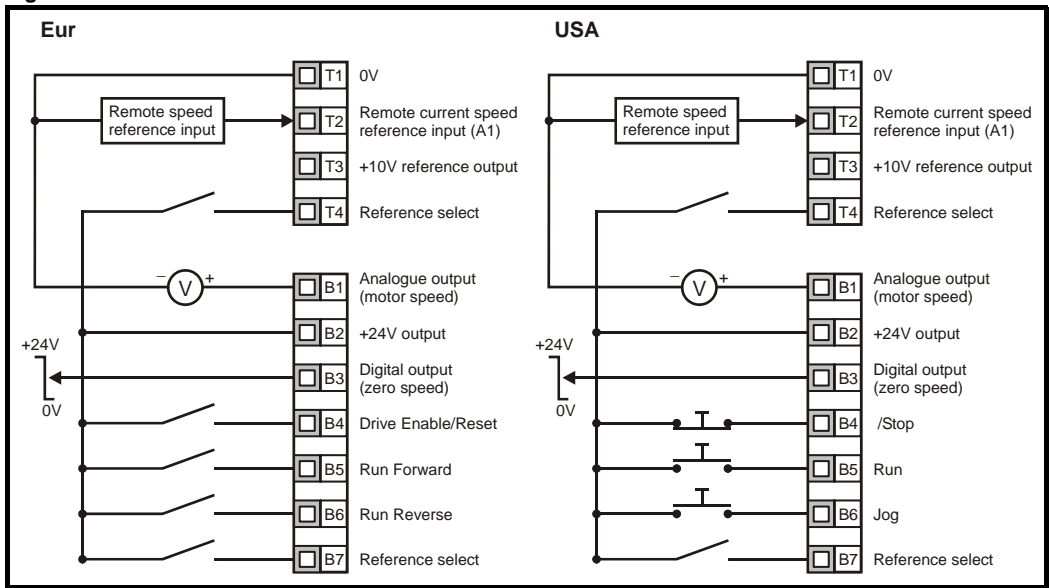 Eur
T1 0V
Remote speed
reference input
T2 Remote current speed
reference input (A1)
T3 +10V reference output
T4 Reference select
− V + B1 Analogue output
(motor speed)
B2 +24V output
+24V
B3 Digital output
(zero speed)
0V
B4 Drive Enable/Reset
B5 Run Forward
B6 Run Reverse
B7 Reference select
USA
T1 0V
Remote speed
reference input
T2 Remote current speed
reference input (A1)
T3 +10V reference output
T4 Reference select
− V + B1 Analogue output
(motor speed)
B2 +24V output
+24V
B3 Digital output
(zero speed)
0V
B4 /Stop
B5 Run
B6 Jog
B7 Reference select